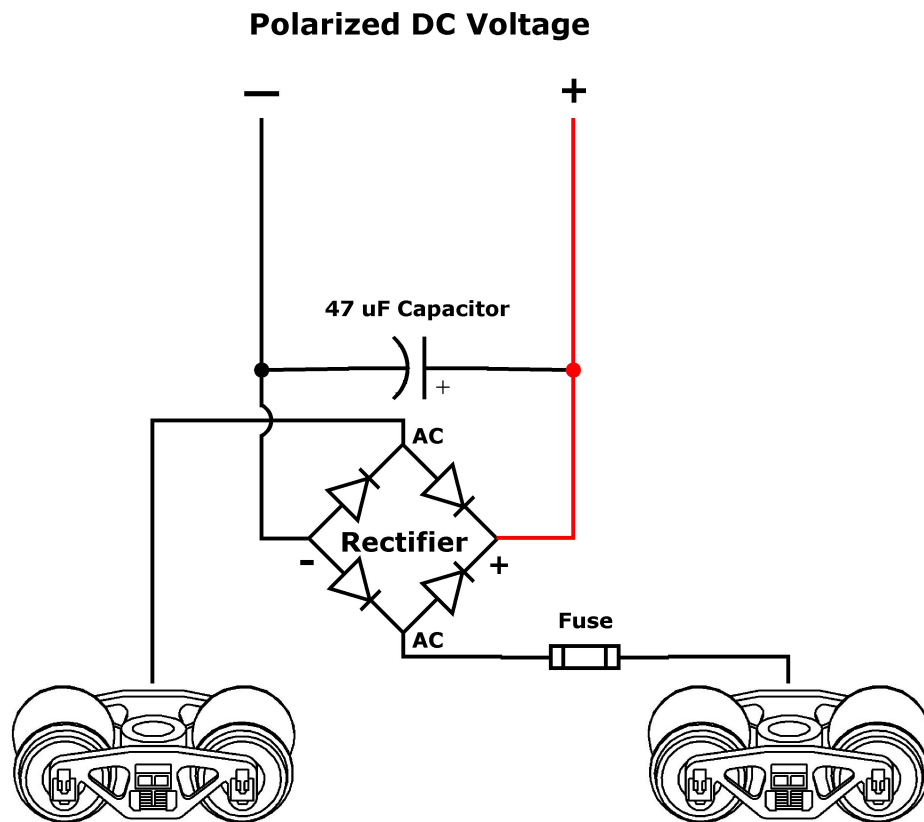 Polarized DC Voltage
— +
47 uF Capacitor
+
AC
Rectifier
- +
AC
Fuse